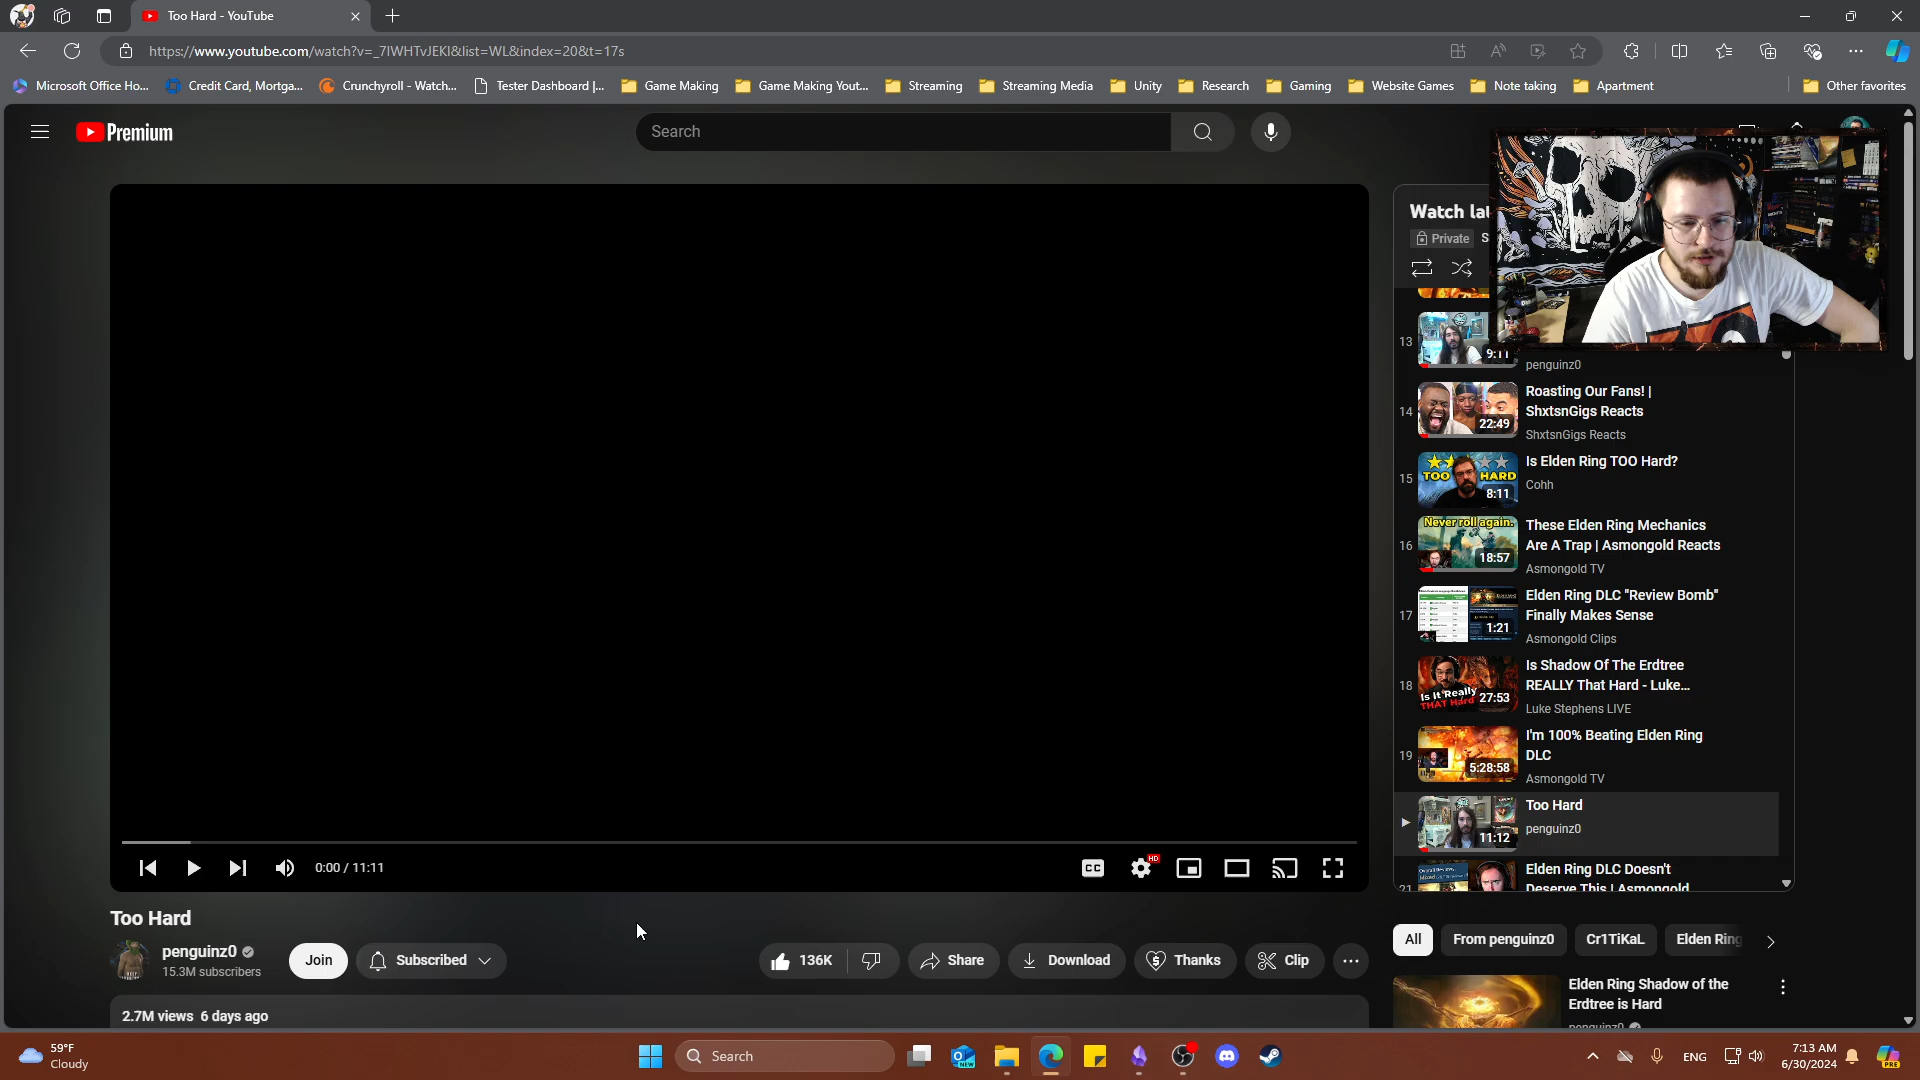 Too Hard - YouTube
https://www.youtube.com/watch?v=_7IWHTvJEKI&list=WL&index=20&t=17s
Microsoft Office Ho...
Credit Card, Mortga...
Crunchyroll - Watch...
Tester Dashboard |...
Game Making
Game Making Yout...
Streaming
Streaming Media
Unity
Research
Gaming
Website Games
Note taking
Apartment
Other favorites
Premium
Search
Watch lat
Private
13
9:11
penguinz0
14
22:49
Roasting Our Fans! |
ShxtsnGigs Reacts
ShxtsnGigs Reacts
15
TOO HARD
8:11
Is Elden Ring TOO Hard?
Cohh
16
Never roll again.
18:57
These Elden Ring Mechanics
Are A Trap | Asmongold Reacts
Asmongold TV
17
1:21
Elden Ring DLC "Review Bomb"
Finally Makes Sense
Asmongold Clips
18
Is It Really
THAT Hard
27:53
Is Shadow Of The Erdtree
REALLY That Hard - Luke...
Luke Stephens LIVE
19
5:28:58
I'm 100% Beating Elden Ring
DLC
Asmongold TV
11:12
Too Hard
penguinz0
21
Elden Ring DLC Doesn't
Deserve This | Asmongold
0:00 / 11:11
CC
HD
Too Hard
penguinz0
15.3M subscribers
Join
Subscribed
136K
Share
Download
Thanks
Clip
2.7M views 6 days ago
All
From penguinz0
Cr1TiKaL
Elden Ring
Elden Ring Shadow of the
Erdtree is Hard
penguinz0
59°F
Cloudy
Search
NEW
ENG
7:13 AM
6/30/2024
PRE